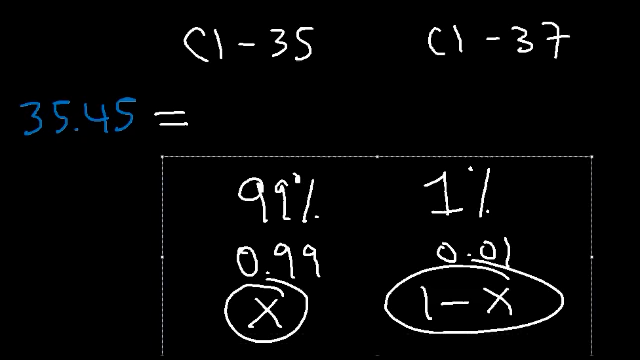 Cl - 35 Cl - 37
35.45 =
99% 1%
0.99 0.01
x 1 - x